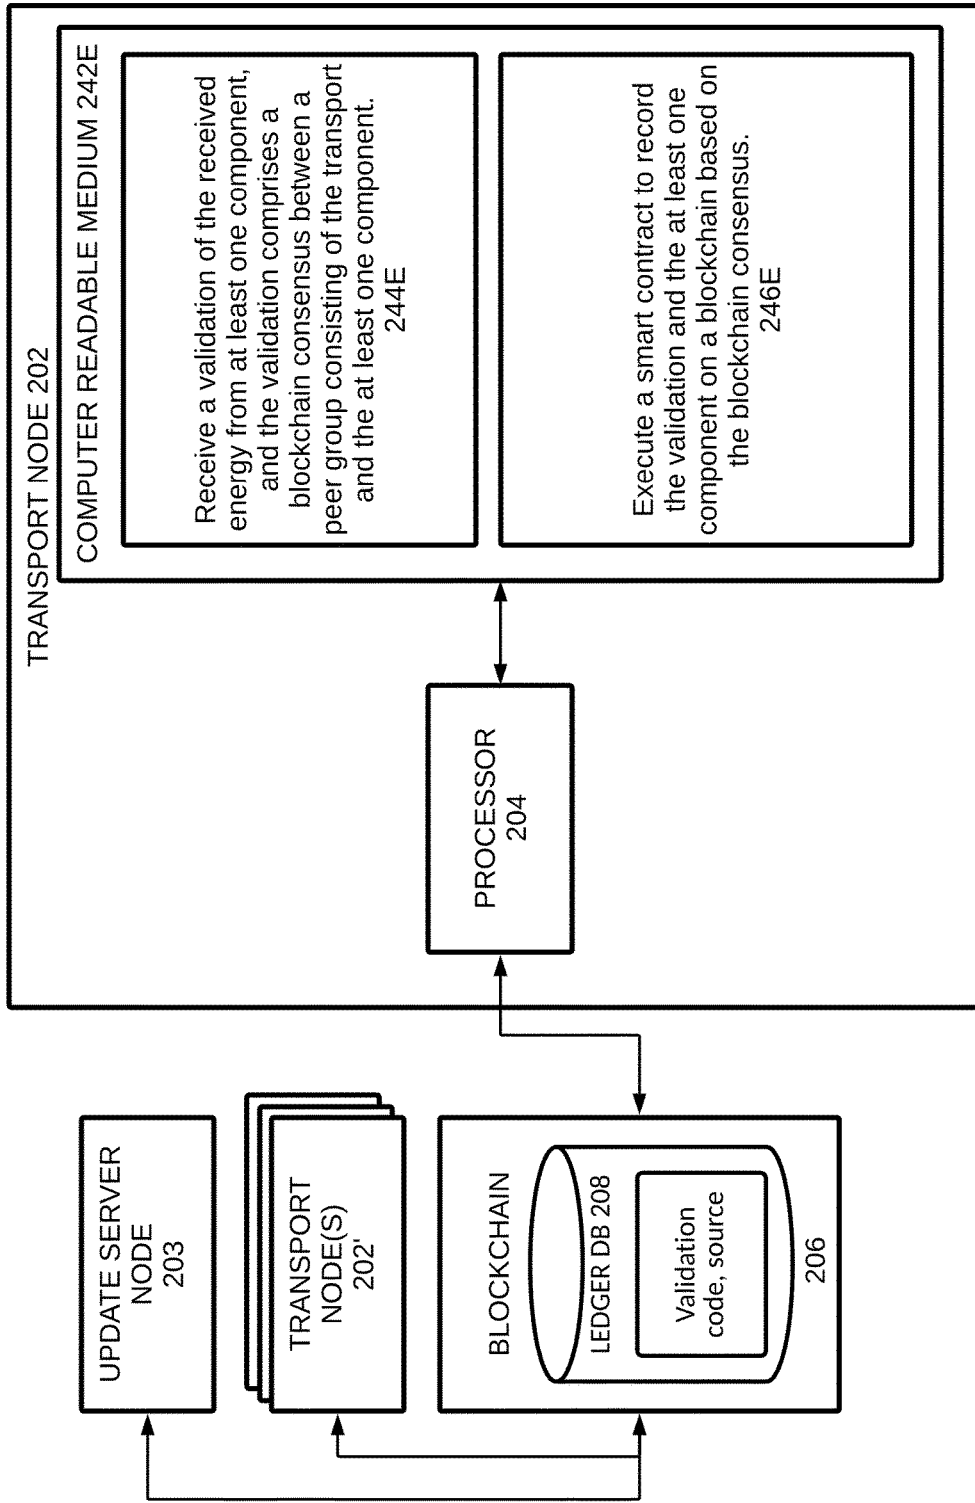 TRANSPORT NODE 202
COMPUTER READABLE MEDIUM 242E
Receive a validation of the received
energy from at least one component,
and the validation comprises a
blockchain consensus between a
peer group consisting of the transport
and the at least one component.
244E
Execute a smart contract to record
the validation and the at least one
component on a blockchain based on
the blockchain consensus.
246E
PROCESSOR
204
UPDATE SERVER
NODE
203
TRANSPORT
NODE(S)
202'
BLOCKCHAIN
LEDGER DB 208
Validation
code, source
206